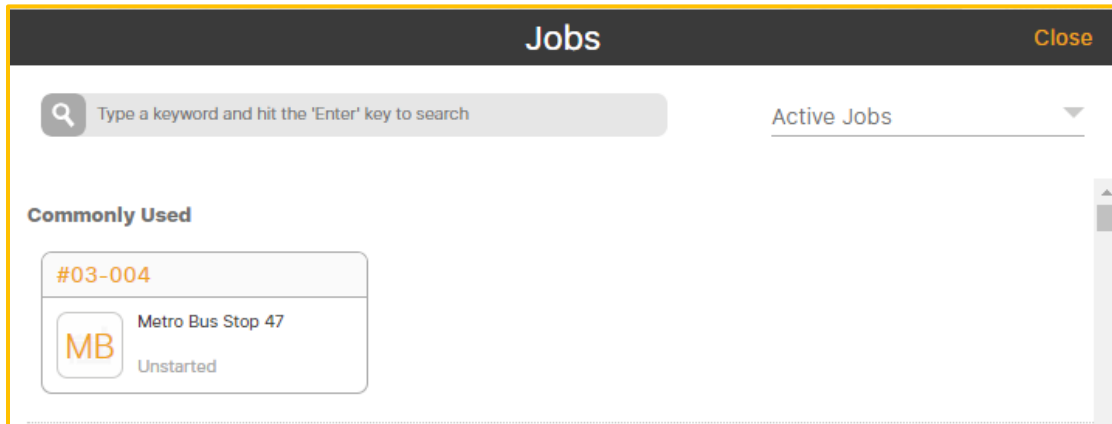 Jobs
Close
Type a keyword and hit the 'Enter' key to search
Active Jobs
Commonly Used
#03-004
MB
Metro Bus Stop 47
Unstarted